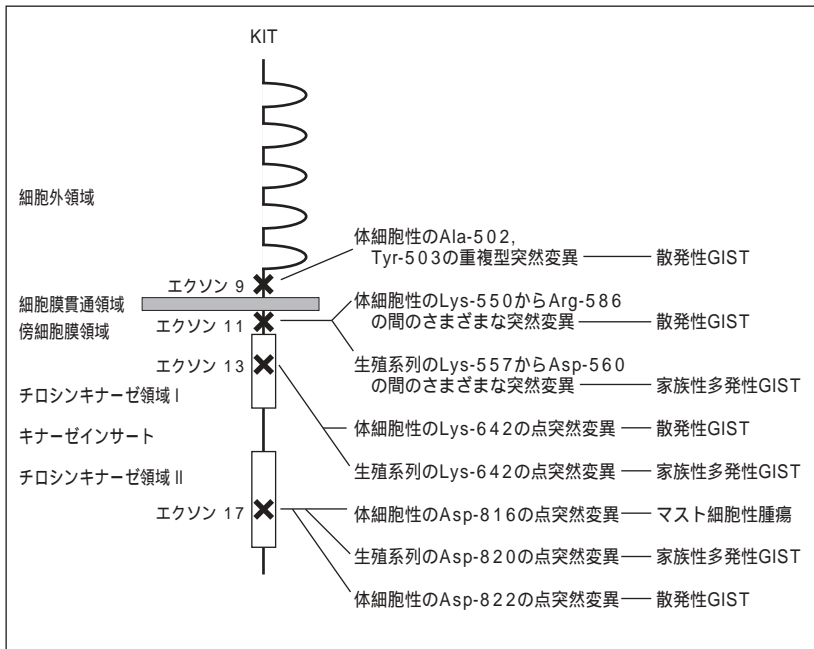 KIT
細胞外領域
体細胞性のAla-502,
Tyr-503の重複型突然変異 散発性GIST
エクソン 9
細胞膜貫通領域
体細胞性のLys-550からArg-586
の間のさまざまな突然変異 散発性GIST
傍細胞膜領域
エクソン 11
生殖系列のLys-557からAsp-560
の間のさまざまな突然変異 家族性多発性GIST
エクソン 13
チロシンキナーゼ領域 I
体細胞性のLys-642の点突然変異 散発性GIST
キナーゼインサート
生殖系列のLys-642の点突然変異 家族性多発性GIST
チロシンキナーゼ領域 II
エクソン 17
体細胞性のAsp-816の点突然変異 マスト細胞性腫瘍
生殖系列のAsp-820の点突然変異 家族性多発性GIST
体細胞性のAsp-822の点突然変異 散発性GIST